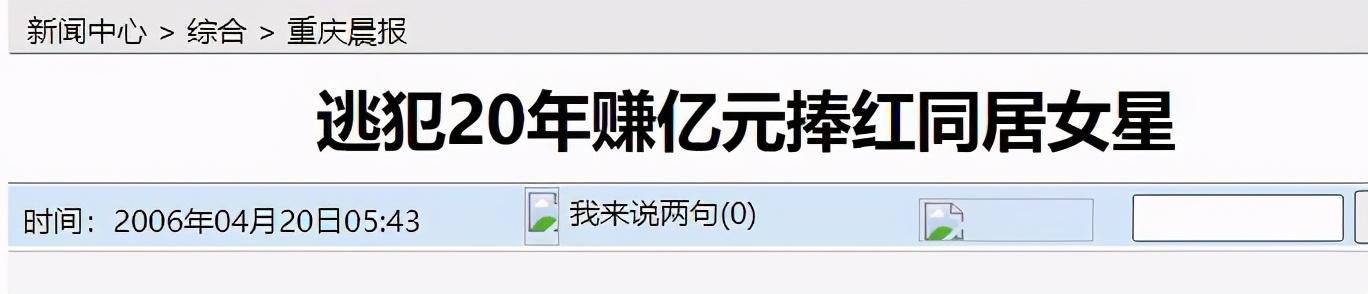 新闻中心 > 综合 > 重庆晨报
逃犯20年赚亿元捧红同居女星
时间：2006年04月20日05:43 我来说两句(0)